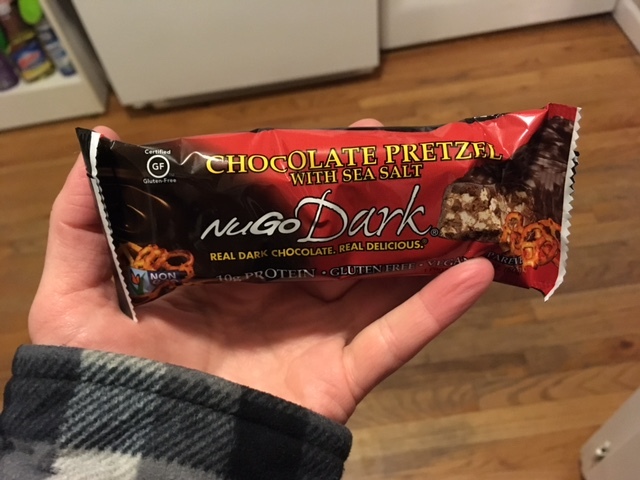 Certified
GF
Gluten-Free
CHOCOLATE PRETZEL
WITH SEA SALT
NuGo Dark®
REAL DARK CHOCOLATE. REAL DELICIOUS.®
NON
10g PROTEIN • GLUTEN FREE • VEGAN